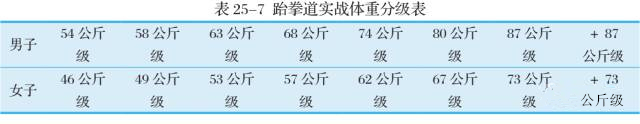 表 25–7 跆拳道实战体重分级表
男子 54 公斤级 58 公斤级 63 公斤级 68 公斤级 74 公斤级 80 公斤级 87 公斤级 + 87 公斤级
女子 46 公斤级 49 公斤级 53 公斤级 57 公斤级 62 公斤级 67 公斤级 73 公斤级 + 73 公斤级